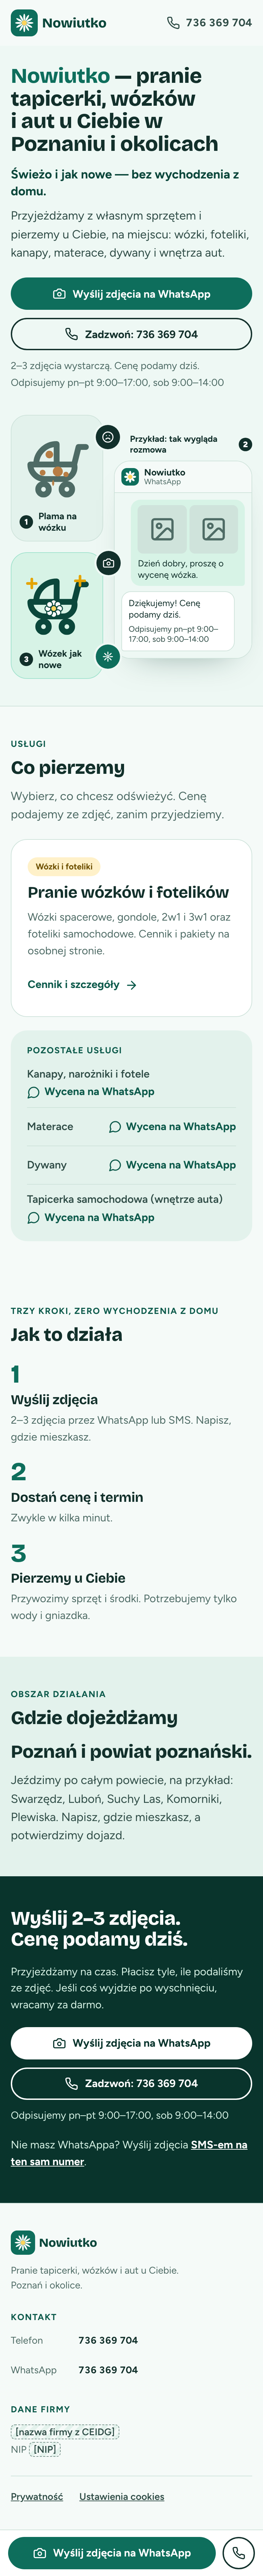 Nowiutko
736 369 704
Nowiutko — pranie
tapicerki, wózków
i aut u Ciebie w
Poznaniu i okolicach
Świeżo i jak nowe — bez wychodzenia z
domu.
Przyjeżdżamy z własnym sprzętem i
pierzemy u Ciebie, na miejscu: wózki, foteliki,
kanapy, materace, dywany i wnętrza aut.
Wyślij zdjęcia na WhatsApp
Zadzwoń: 736 369 704
2–3 zdjęcia wystarczą. Cenę podamy dziś.
Odpisujemy pn–pt 9:00–17:00, sob 9:00–14:00
1 Plama na
wózku
Przykład: tak wygląda
rozmowa
2
Nowiutko
WhatsApp
Dzień dobry, proszę o
wycenę wózka.
Dziękujemy! Cenę
podamy dziś.
Odpisujemy pn–pt 9:00–
17:00, sob 9:00–14:00
3 Wózek jak
nowe
USŁUGI
Co pierzemy
Wybierz, co chcesz odświeżyć. Cenę
podajemy ze zdjęć, zanim przyjedziemy.
Wózki i foteliki
Pranie wózków i fotelików
Wózki spacerowe, gondole, 2w1 i 3w1 oraz
foteliki samochodowe. Cennik i pakiety na
osobnej stronie.
Cennik i szczegóły →
POZOSTAŁE USŁUGI
Kanapy, narożniki i fotele
Wycena na WhatsApp
Materace Wycena na WhatsApp
Dywany Wycena na WhatsApp
Tapicerka samochodowa (wnętrze auta)
Wycena na WhatsApp
TRZY KROKI, ZERO WYCHODZENIA Z DOMU
Jak to działa
1
Wyślij zdjęcia
2–3 zdjęcia przez WhatsApp lub SMS. Napisz,
gdzie mieszkasz.
2
Dostań cenę i termin
Zwykle w kilka minut.
3
Pierzemy u Ciebie
Przywozimy sprzęt i środki. Potrzebujemy tylko
wody i gniazdka.
OBSZAR DZIAŁANIA
Gdzie dojeżdżamy
Poznań i powiat poznański.
Jeździmy po całym powiecie, na przykład:
Swarzędz, Luboń, Suchy Las, Komorniki,
Plewiska. Napisz, gdzie mieszkasz, a
potwierdzimy dojazd.
Wyślij 2–3 zdjęcia.
Cenę podamy dziś.
Przyjeżdżamy na czas. Płacisz tyle, ile podaliśmy
ze zdjęć. Jeśli coś wyjdzie po wyschnięciu,
wracamy za darmo.
Wyślij zdjęcia na WhatsApp
Zadzwoń: 736 369 704
Odpisujemy pn–pt 9:00–17:00, sob 9:00–14:00
Nie masz WhatsAppa? Wyślij zdjęcia SMS-em na
ten sam numer.
Nowiutko
Pranie tapicerki, wózków i aut u Ciebie.
Poznań i okolice.
KONTAKT
Telefon 736 369 704
WhatsApp 736 369 704
DANE FIRMY
[nazwa firmy z CEIDG]
NIP [NIP]
Prywatność Ustawienia cookies
Wyślij zdjęcia na WhatsApp